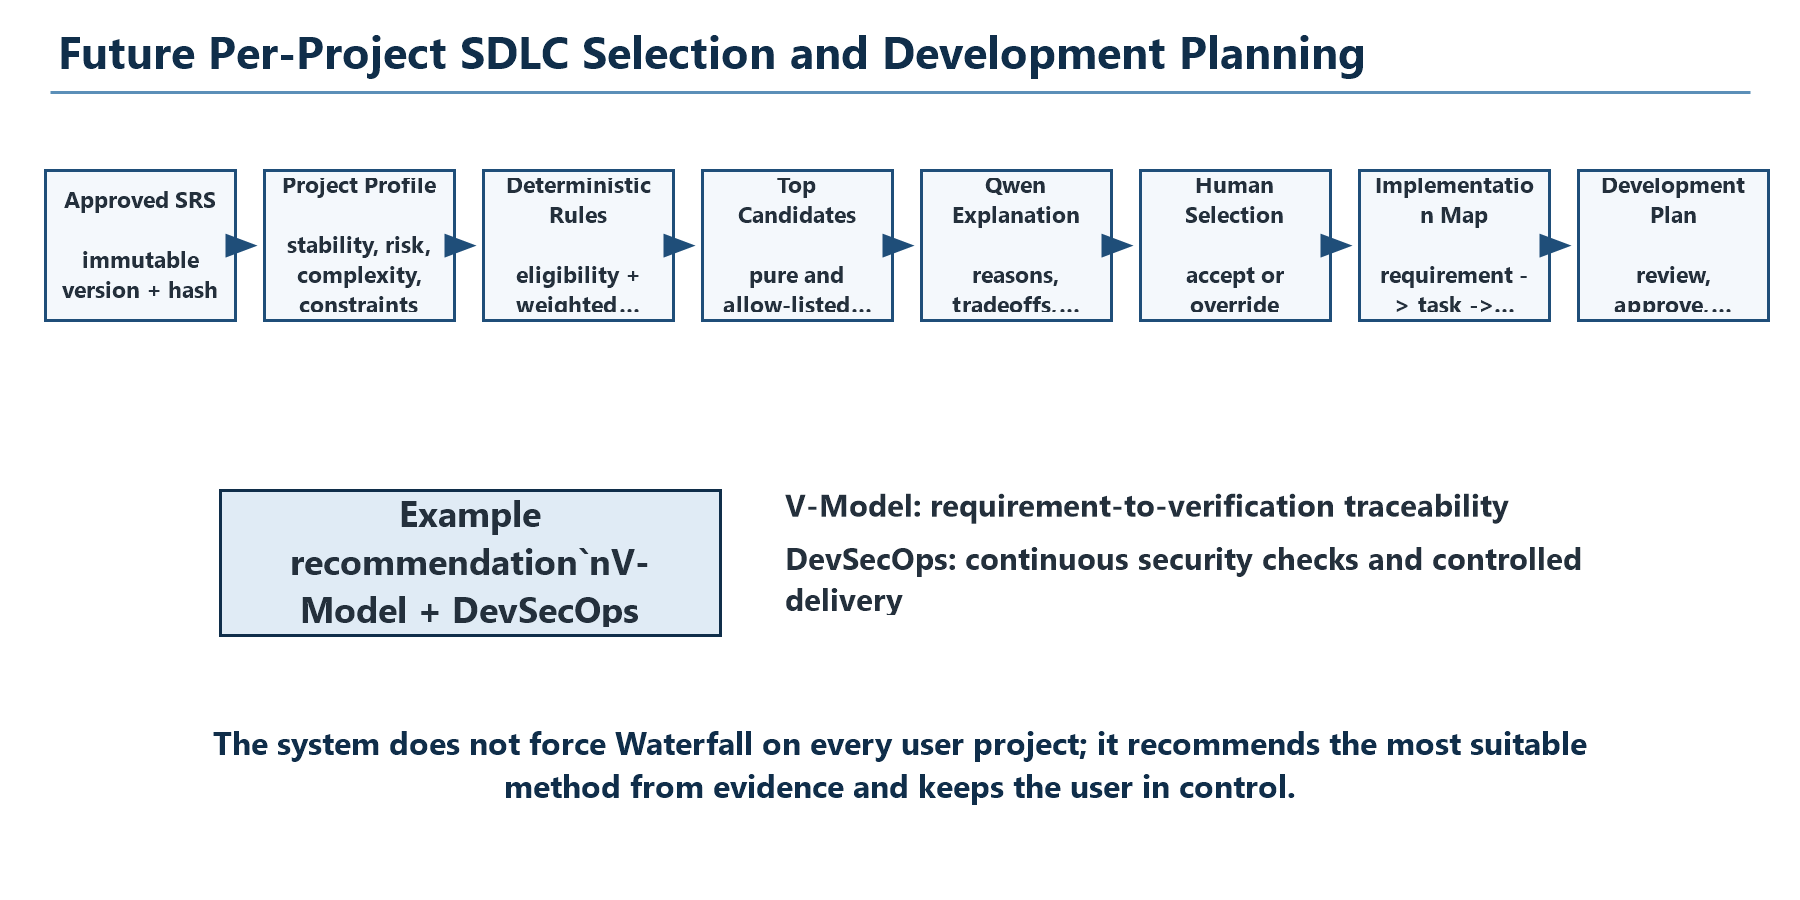 Future Per-Project SDLC Selection and Development Planning
Approved SRS
immutable
version + hash
Project Profile
stability, risk,
complexity,
constraints
Deterministic
Rules
eligibility +
weighted...
Top
Candidates
pure and
allow-listed...
Qwen
Explanation
reasons,
tradeoffs,...
Human
Selection
accept or
override
Implementatio
n Map
requirement -
> task ->...
Development
Plan
review,
approve,...
Example
recommendation`nV-
Model + DevSecOps
V-Model: requirement-to-verification traceability
DevSecOps: continuous security checks and controlled
delivery
The system does not force Waterfall on every user project; it recommends the most suitable
method from evidence and keeps the user in control.